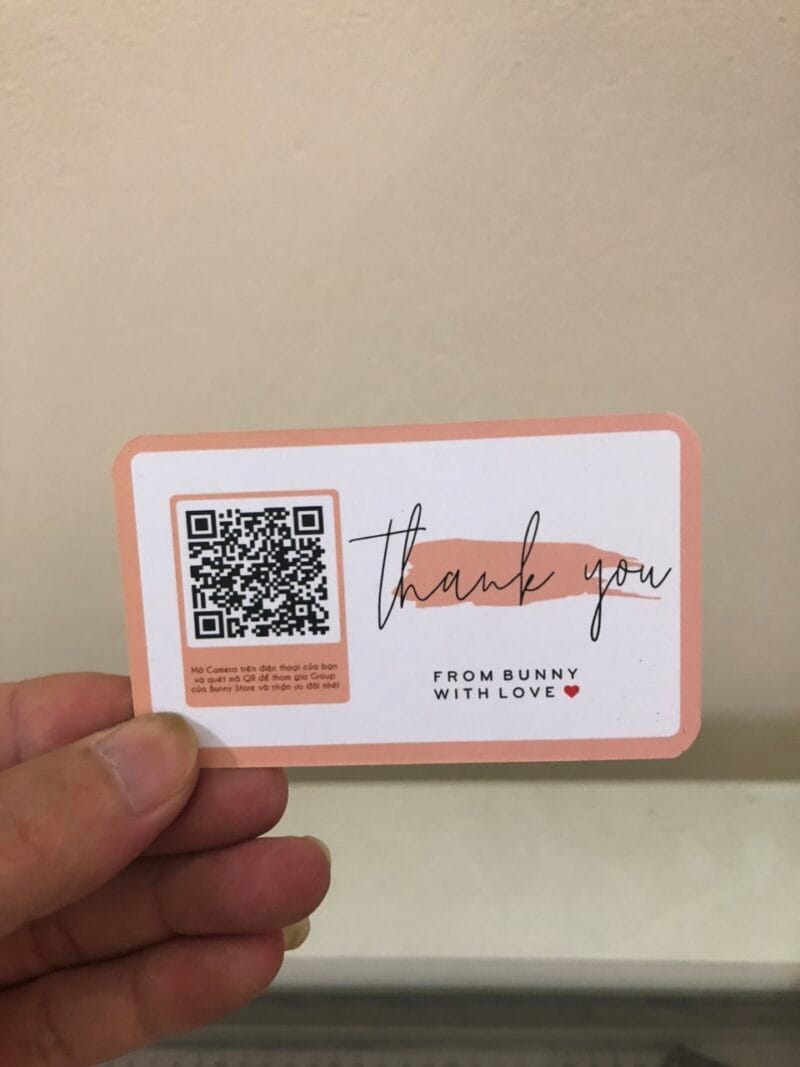 Mở Camera trên điện thoại của bạn
và quét mã QR để tham gia Group
của Bunny Store và nhận ưu đãi nhé!
thank you
FROM BUNNY
WITH LOVE